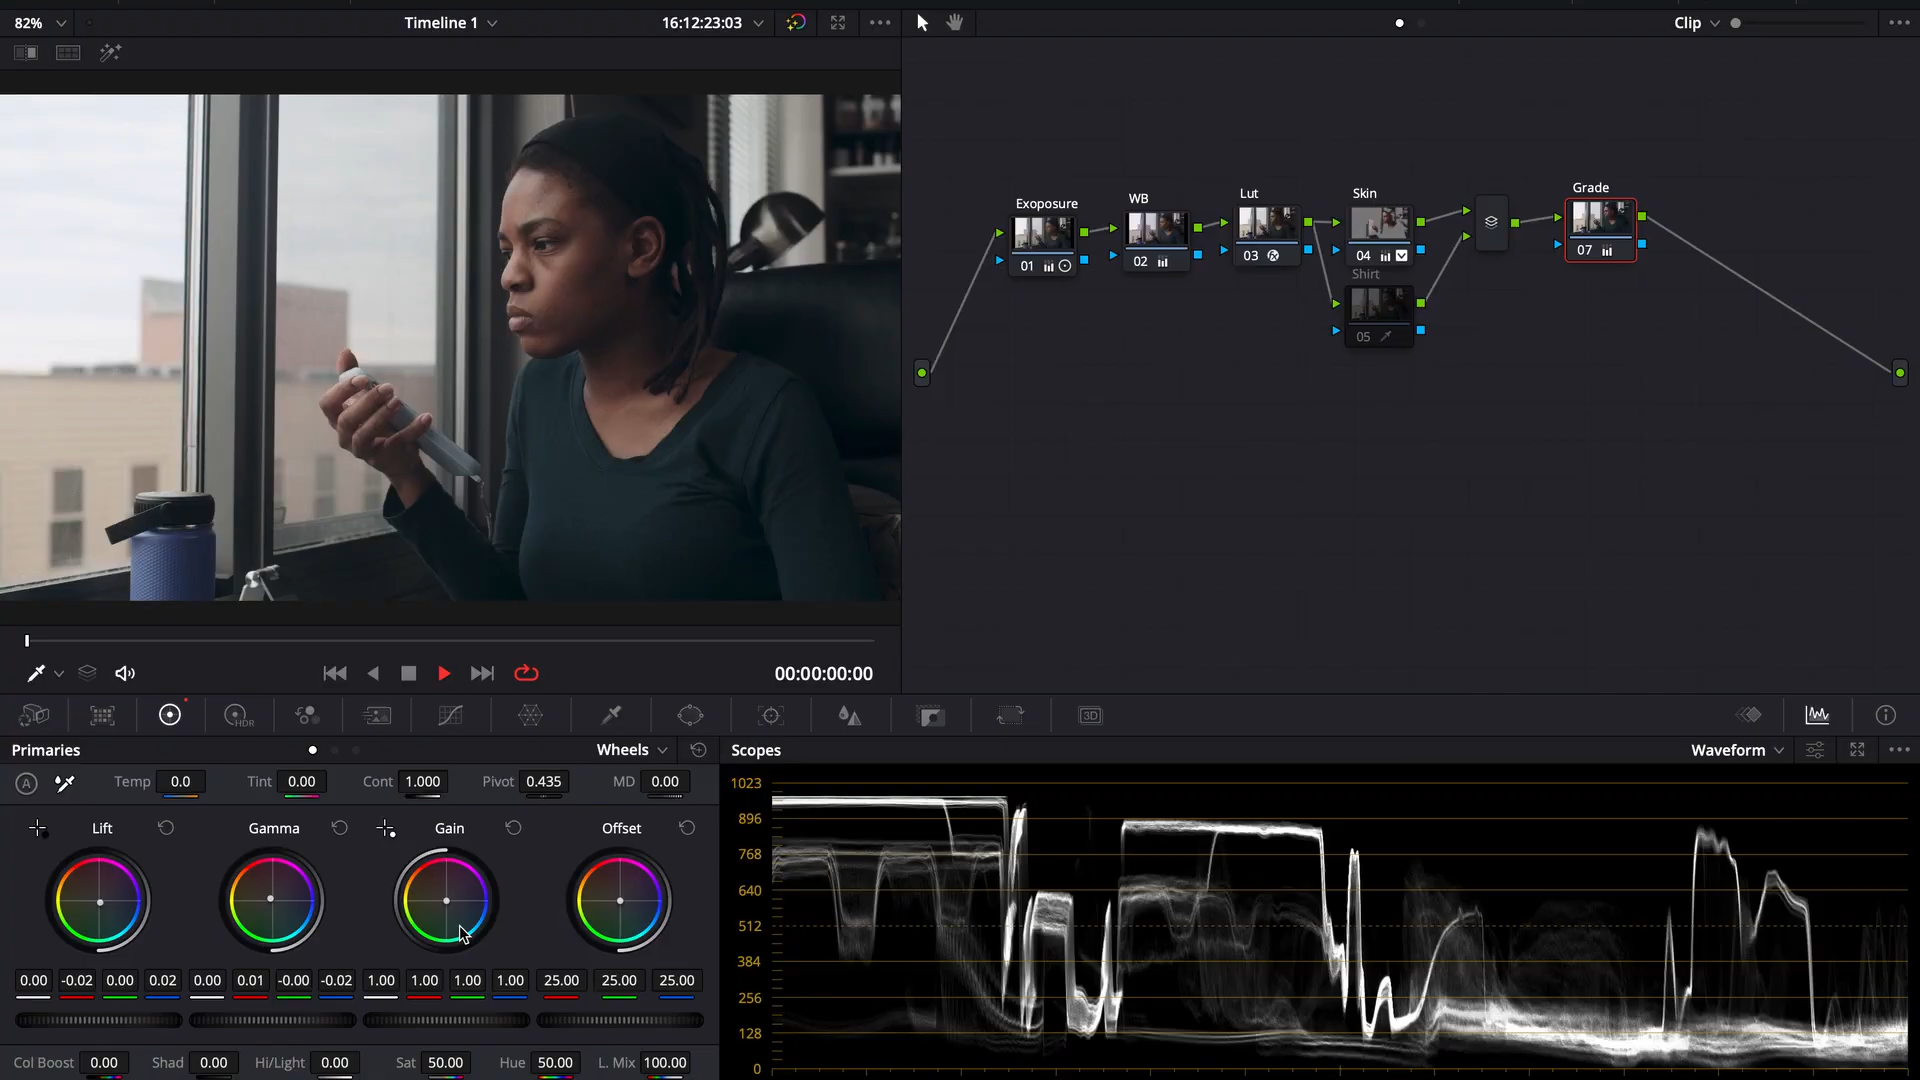 82%
Timeline 1
16:12:23:03
Clip
Exoposure
WB
Lut
Skin
Grade
01
02
03
04
07
Shirt
05
00:00:00:00
HDR
3D
Primaries
Wheels
Scopes
Waveform
A
Temp 0.0 Tint 0.00 Cont 1.000 Pivot 0.435 MD 0.00
Lift Gamma Gain Offset
0.00 -0.02 0.00 0.02 0.00 0.01 -0.00 -0.02 1.00 1.00 1.00 1.00 25.00 25.00 25.00
Col Boost 0.00 Shad 0.00 Hi/Light 0.00 Sat 50.00 Hue 50.00 L. Mix 100.00
1023
896
768
640
512
384
256
128
0